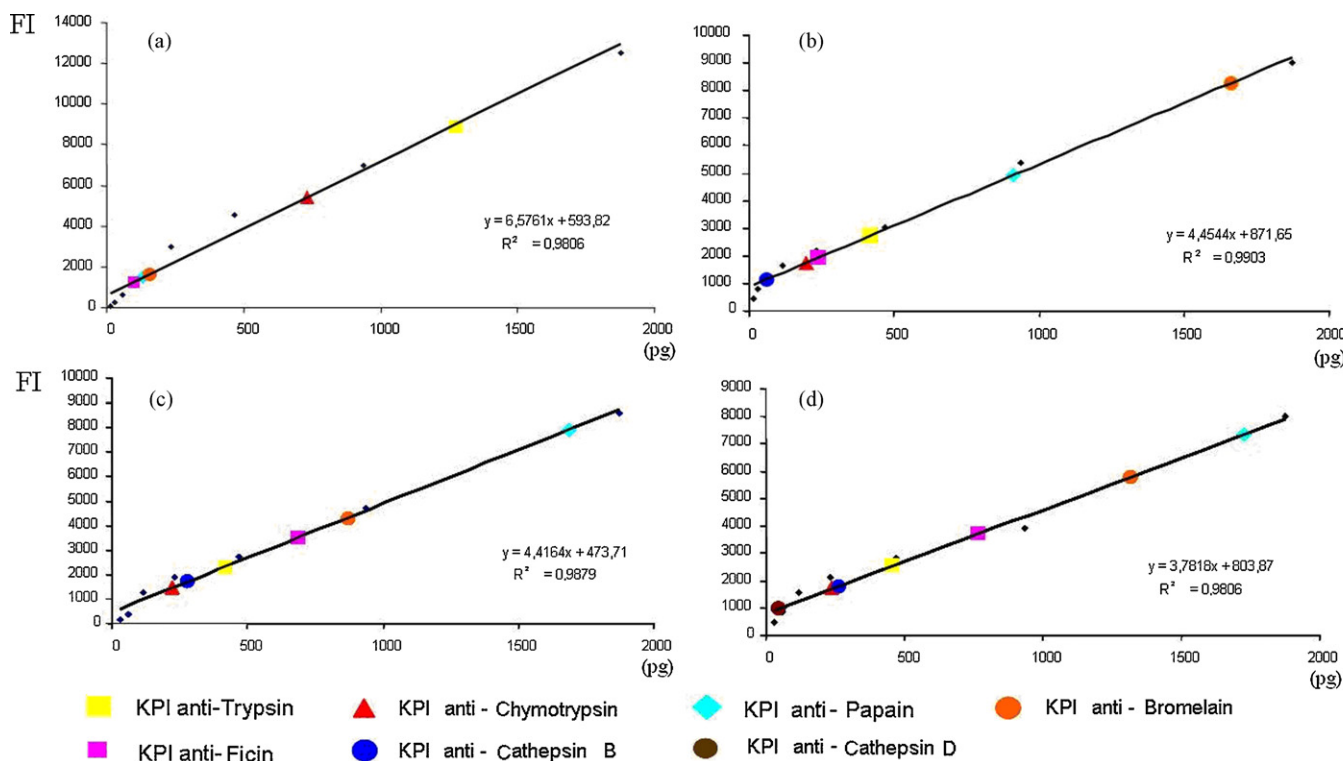 FI
(a)
14000
12000
10000
8000
6000
4000
2000
0
y = 6,5761x + 593,82
R² = 0,9806
0 500 1000 1500 2000
(pg)
(b)
10000
9000
8000
7000
6000
5000
4000
3000
2000
1000
0
y = 4,4544x + 871,65
R² = 0,9903
0 500 1000 1500 2000
(pg)
FI
(c)
10000
9000
8000
7000
6000
5000
4000
3000
2000
1000
0
y = 4,4164x + 473,71
R² = 0,9879
0 500 1000 1500 2000
(pg)
(d)
9000
8000
7000
6000
5000
4000
3000
2000
1000
0
y = 3,7818x + 803,87
R² = 0,9806
0 500 1000 1500 2000
(pg)
KPI anti-Trypsin KPI anti - Chymotrypsin KPI anti - Papain KPI anti - Bromelain
KPI anti-Ficin KPI anti - Cathepsin B KPI anti - Cathepsin D